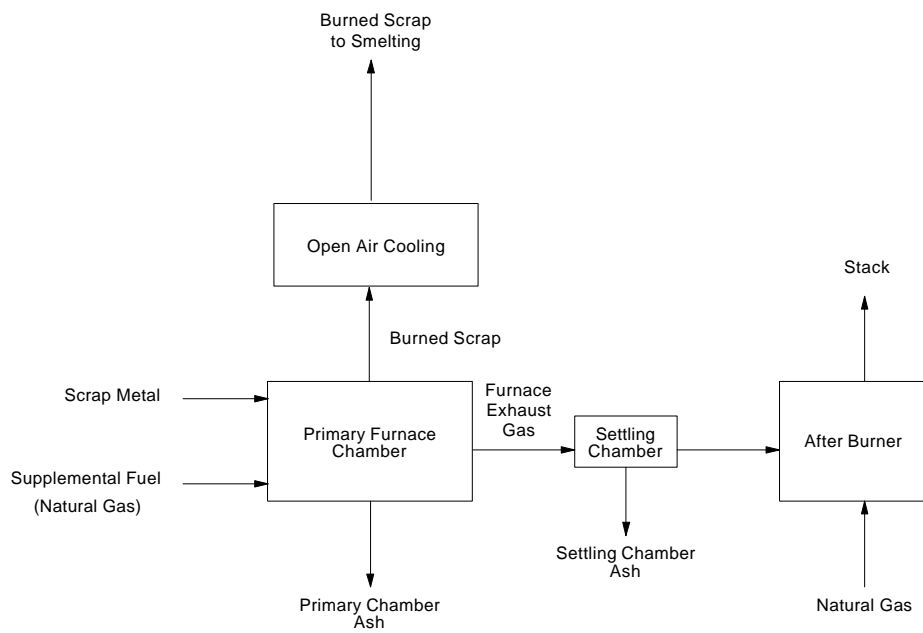 Burned Scrap
to Smelting
Open Air Cooling
Stack
Burned Scrap
Scrap Metal
Furnace
Exhaust
Gas
Primary Furnace
Chamber
Settling
Chamber
After Burner
Supplemental Fuel
(Natural Gas)
Settling Chamber
Ash
Primary Chamber
Ash
Natural Gas